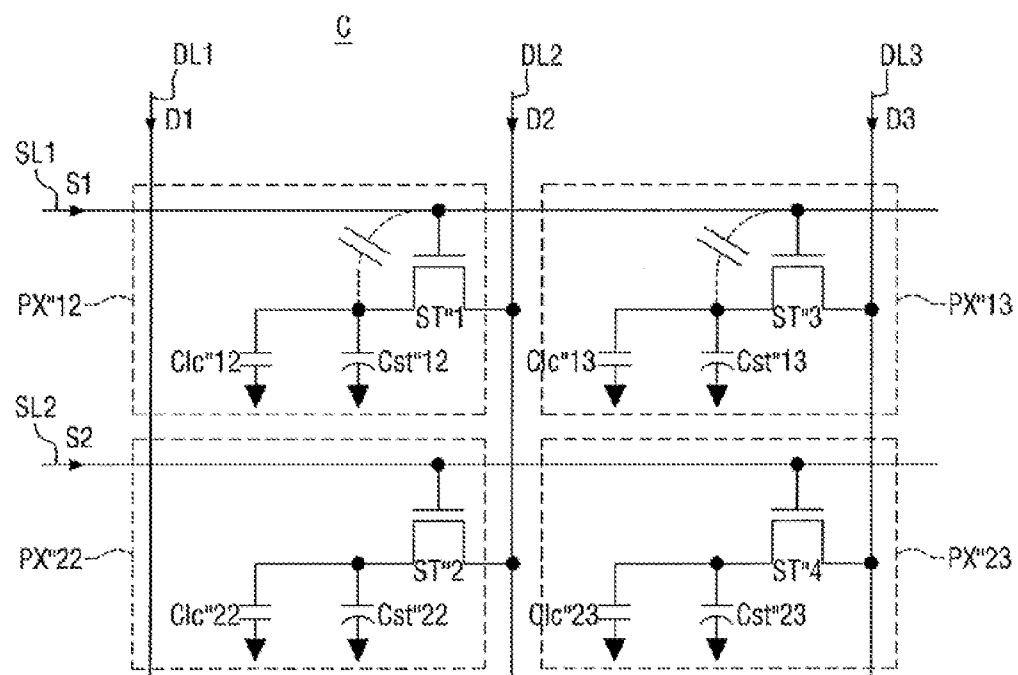 C
DL1
DL2
DL3
D1
D2
D3
SL1
S1
PX"12
ST"1
ST"3
PX"13
Clc"12
Cst"12
Clc"13
Cst"13
SL2
S2
PX"22
ST"2
ST"4
PX"23
Clc"22
Cst"22
Clc"23
Cst"23